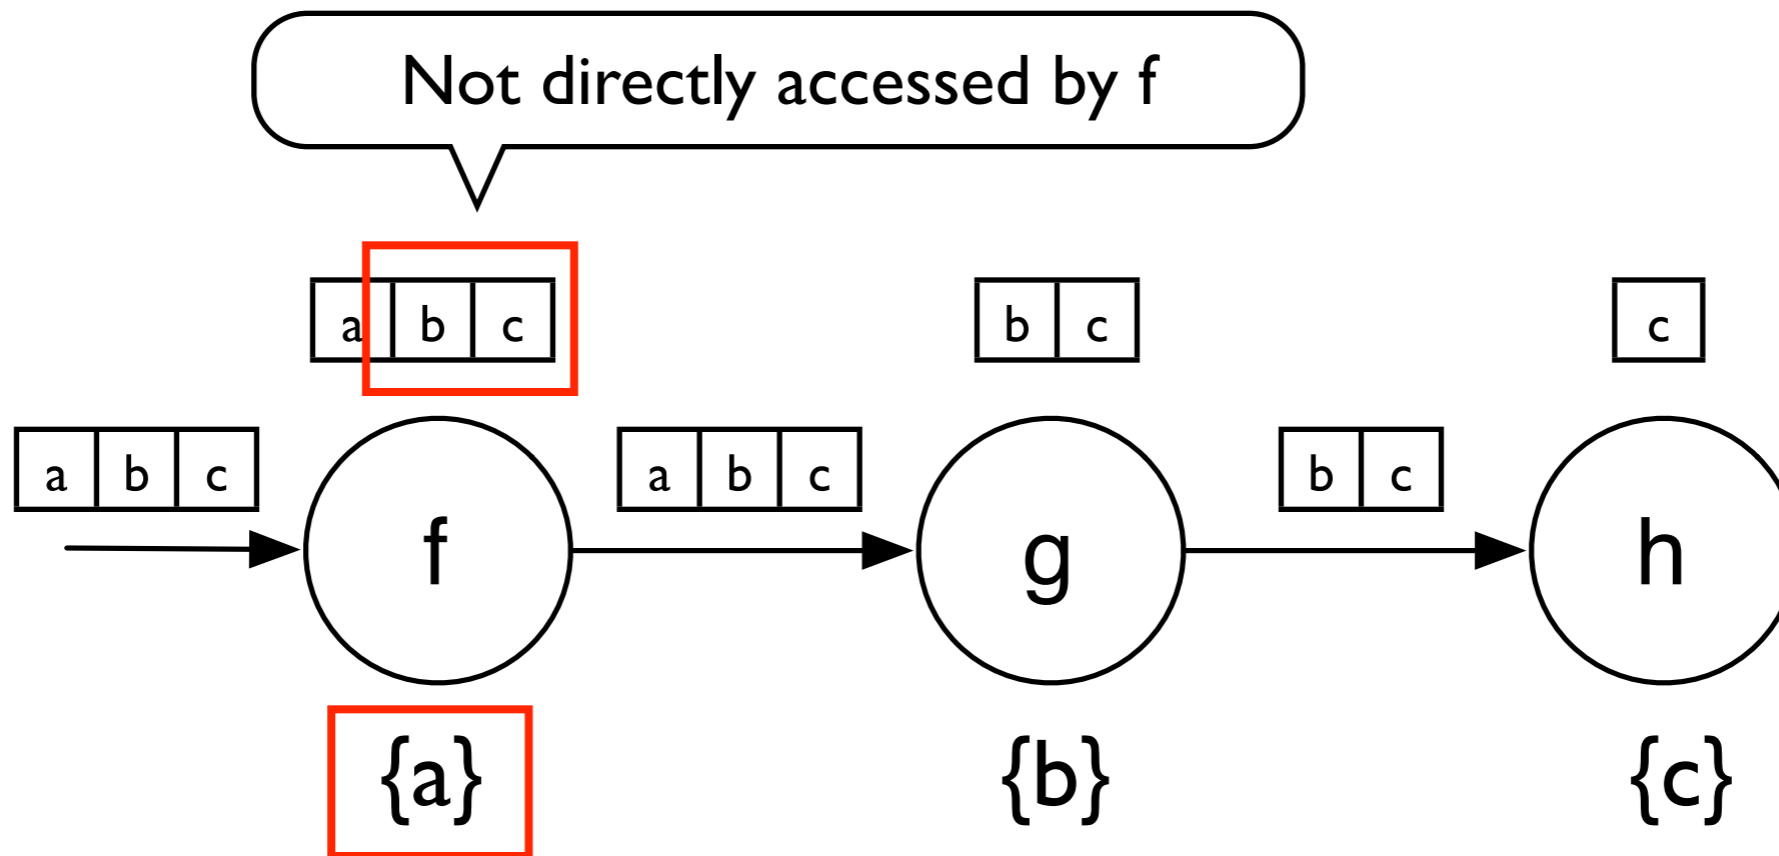 Not directly accessed by f
a b c
b c
c
a b c
a b c
b c
f
g
h
{a}
{b}
{c}